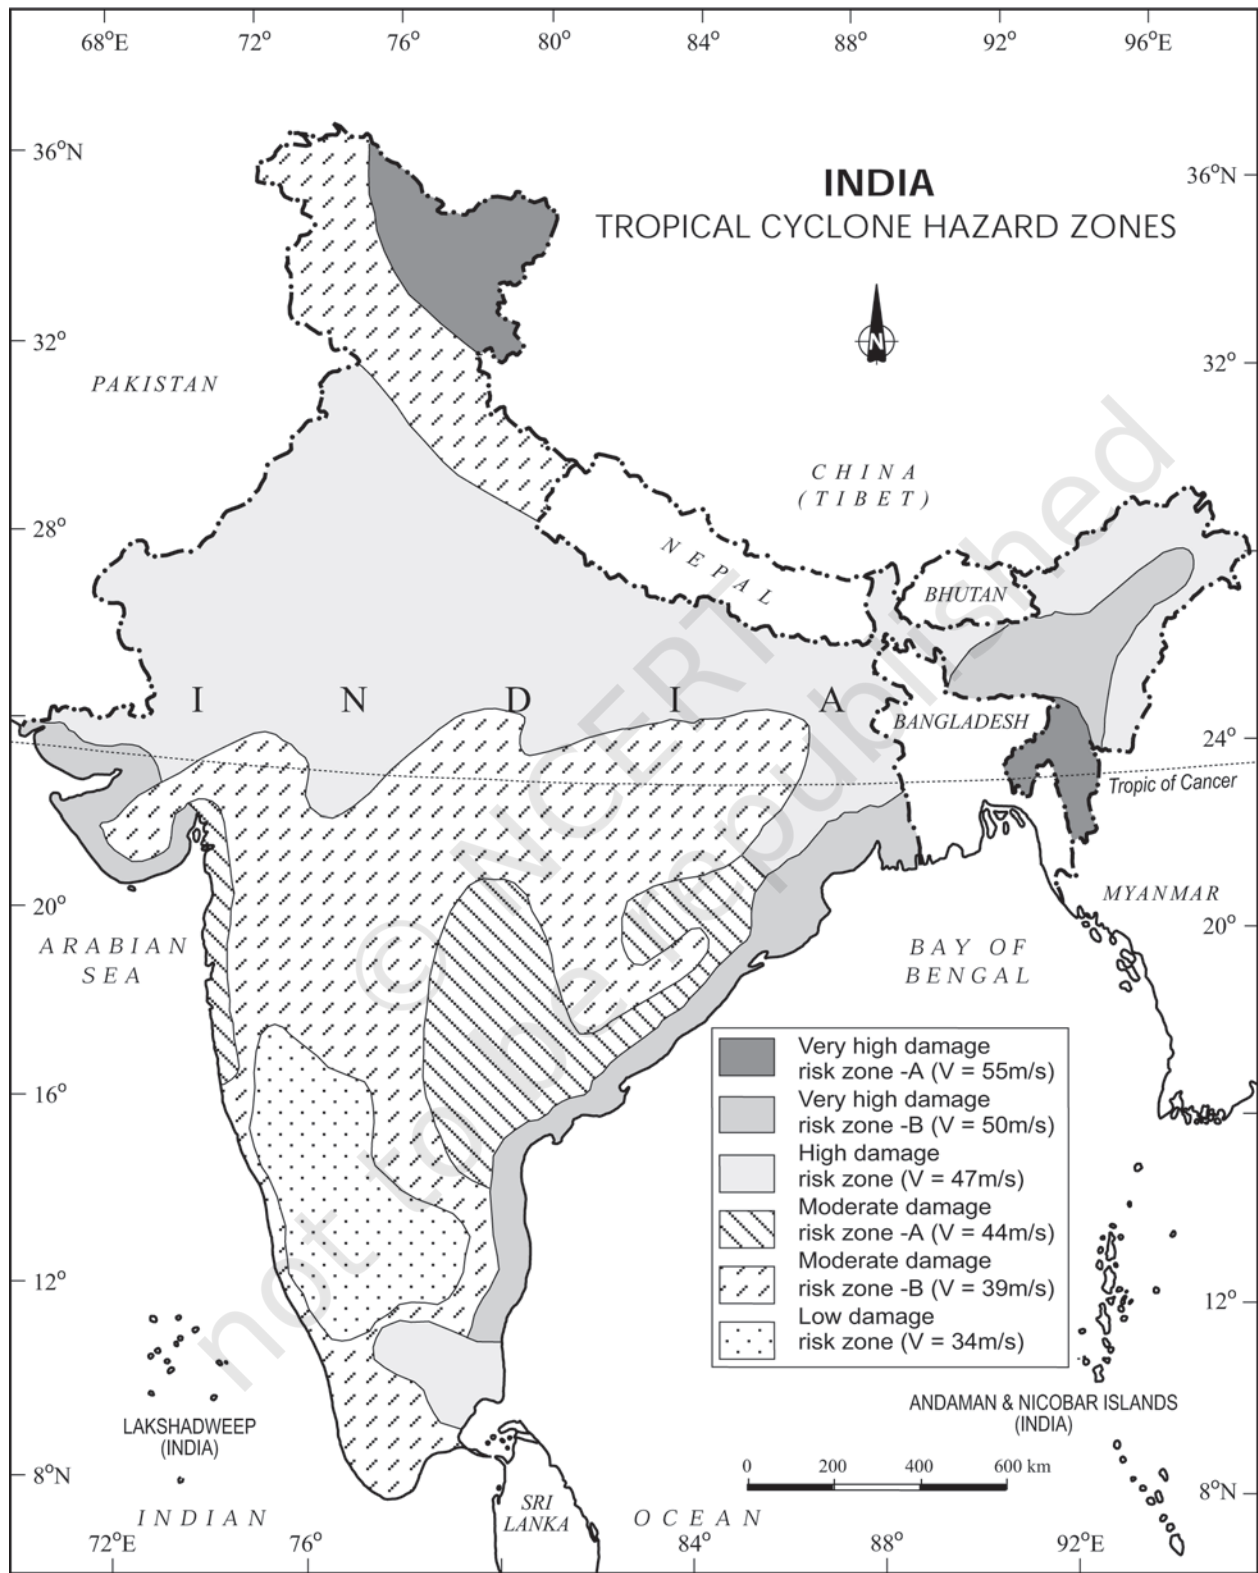 68°E 72° 76° 80° 84° 88° 92° 96°E
36°N
36°N
INDIA
TROPICAL CYCLONE HAZARD ZONES
N
32°
32°
PAKISTAN
CHINA
(TIBET)
28°
NEPAL
BHUTAN
INDIA
BANGLADESH
24°
Tropic of Cancer
MYANMAR
20°
20°
ARABIAN
SEA
BAY OF
BENGAL
Very high damage
risk zone -A (V = 55m/s)
Very high damage
risk zone -B (V = 50m/s)
High damage
risk zone (V = 47m/s)
Moderate damage
risk zone -A (V = 44m/s)
Moderate damage
risk zone -B (V = 39m/s)
Low damage
risk zone (V = 34m/s)
16°
12°
12°
LAKSHADWEEP
(INDIA)
ANDAMAN & NICOBAR ISLANDS
(INDIA)
0 200 400 600 km
8°N
8°N
INDIAN
SRI
LANKA
OCEAN
72°E 76° 84° 88° 92°E
© NCERT
not to be republished